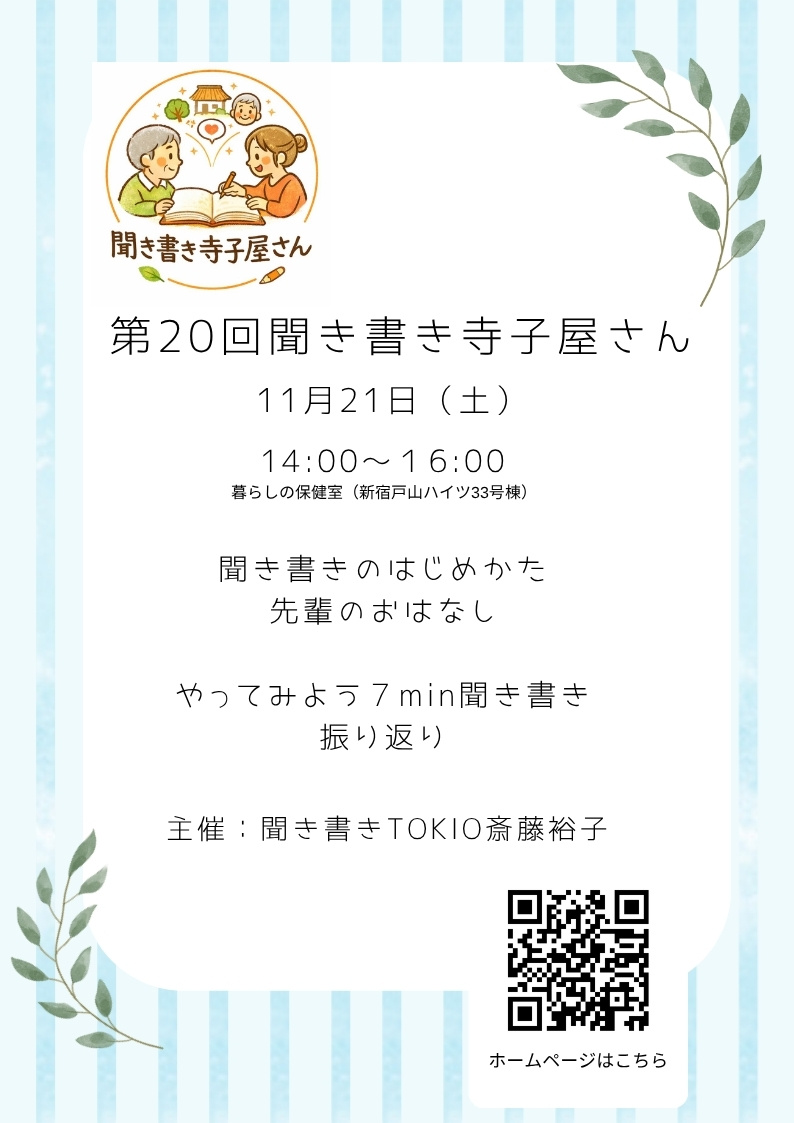 聞き書き寺子屋さん
第20回聞き書き寺子屋さん
11月21日（土）
14:00～１6:00
暮らしの保健室（新宿戸山ハイツ33号棟）
聞き書きのはじめかた
先輩のおはなし
やってみよう７min聞き書き
振り返り
主催：聞き書きTOKIO斎藤裕子
ホームページはこちら